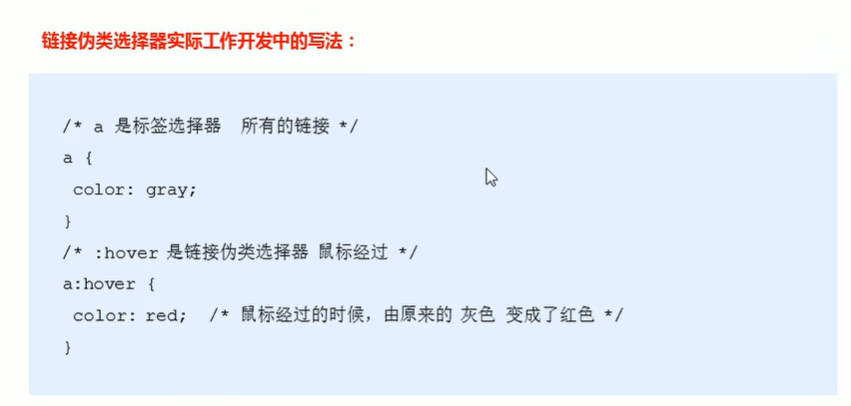 链接伪类选择器实际工作开发中的写法：
/* a 是标签选择器 所有的链接 */
a {
color: gray;
}
/* :hover 是链接伪类选择器 鼠标经过 */
a:hover {
color: red; /* 鼠标经过的时候，由原来的 灰色 变成了红色 */
}